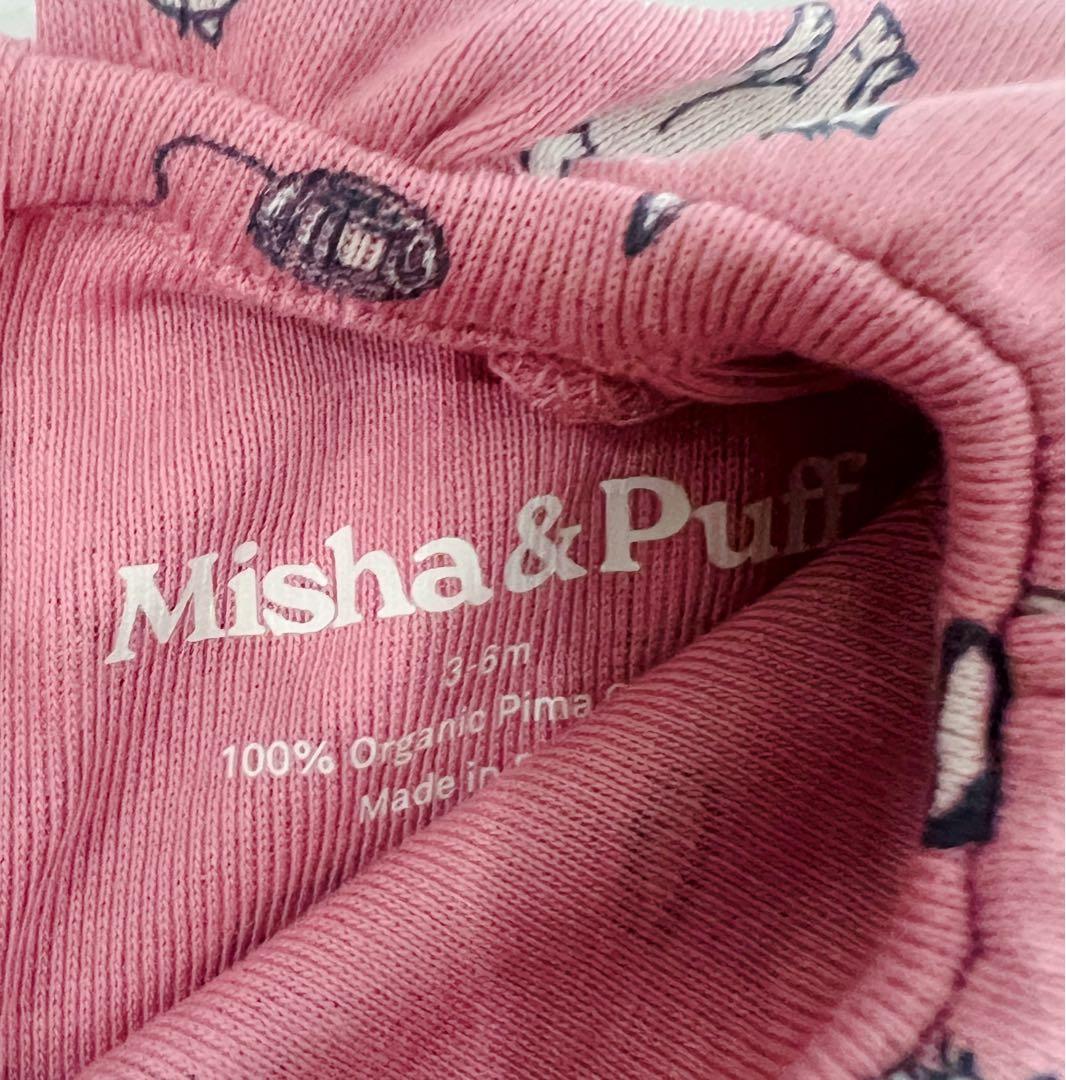 Misha & Puff
3-6m
100% Organic Pima
Made in